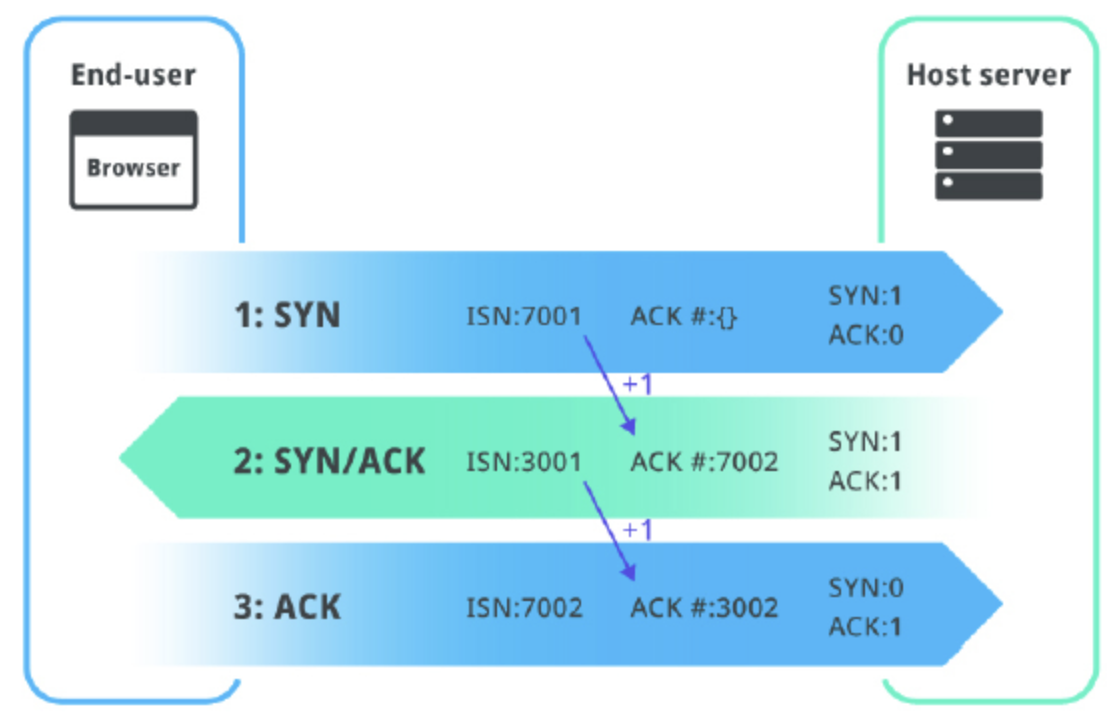 End-user
Host server
Browser
1: SYN ISN:7001 ACK #:{} SYN:1
ACK:0
+1
2: SYN/ACK ISN:3001 ACK #:7002 SYN:1
ACK:1
+1
3: ACK ISN:7002 ACK #:3002 SYN:0
ACK:1